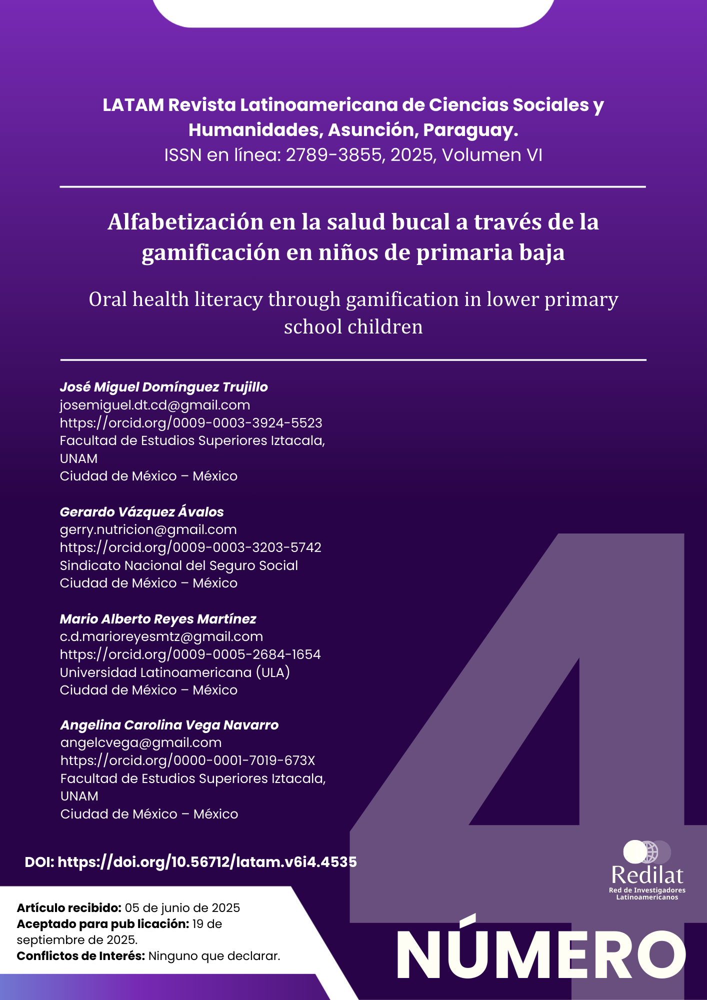 LATAM Revista Latinoamericana de Ciencias Sociales y
Humanidades, Asunción, Paraguay.
ISSN en línea: 2789-3855, 2025, Volumen VI
Alfabetización en la salud bucal a través de la
gamificación en niños de primaria baja
Oral health literacy through gamification in lower primary
school children
José Miguel Domínguez Trujillo
josemiguel.dt.cd@gmail.com
https://orcid.org/0009-0003-3924-5523
Facultad de Estudios Superiores Iztacala,
UNAM
Ciudad de México – México
Gerardo Vázquez Ávalos
gerry.nutricion@gmail.com
https://orcid.org/0009-0003-3203-5742
Sindicato Nacional del Seguro Social
Ciudad de México – México
Mario Alberto Reyes Martínez
c.d.marioreyesmtz@gmail.com
https://orcid.org/0009-0005-2684-1654
Universidad Latinoamericana (ULA)
Ciudad de México – México
Angelina Carolina Vega Navarro
angelcvega@gmail.com
https://orcid.org/0000-0001-7019-673X
Facultad de Estudios Superiores Iztacala,
UNAM
Ciudad de México – México
DOI: https://doi.org/10.56712/latam.v6i4.4535
Artículo recibido: 05 de junio de 2025
Aceptado para pub licación: 19 de
septiembre de 2025.
Conflictos de Interés: Ninguno que declarar.
4
Redilat
Red de Investigadores
Latinoamericanos
NÚMERO